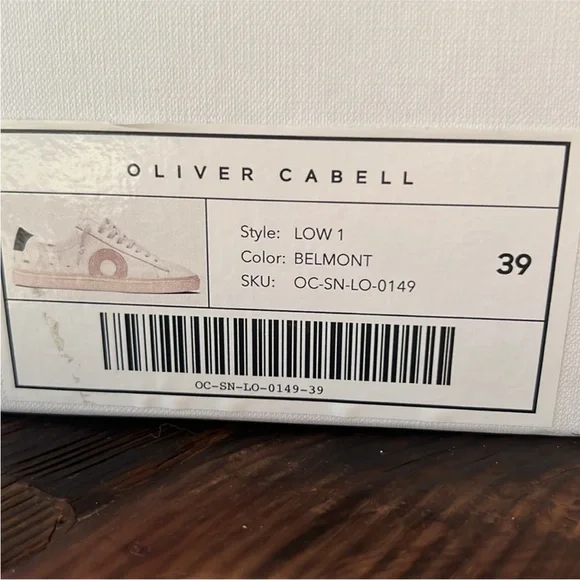 OLIVER CABELL
Style: LOW 1
Color: BELMONT
SKU: OC-SN-LO-0149
39
OC-SN-LO-0149-39